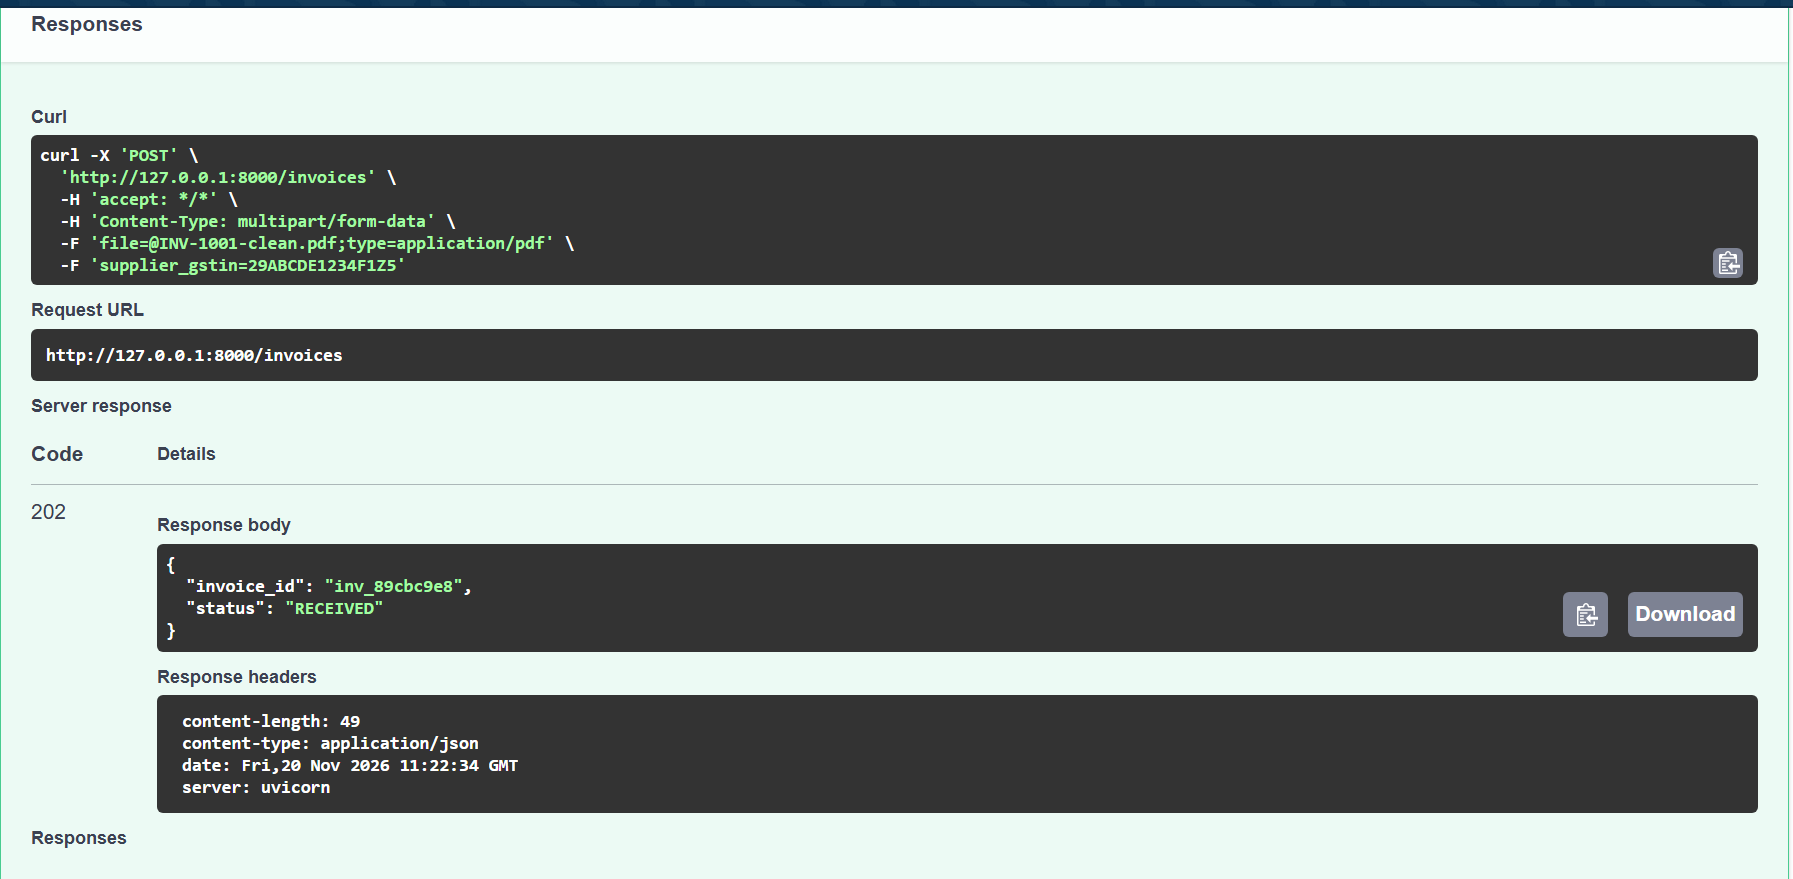 Responses
Curl
curl -X 'POST' \
  'http://127.0.0.1:8000/invoices' \
  -H 'accept: */*' \
  -H 'Content-Type: multipart/form-data' \
  -F 'file=@INV-1001-clean.pdf;type=application/pdf' \
  -F 'supplier_gstin=29ABCDE1234F1Z5'
Request URL
http://127.0.0.1:8000/invoices
Server response
Code Details
202
Response body
{
  "invoice_id": "inv_89cbc9e8",
  "status": "RECEIVED"
}
Download
Response headers
content-length: 49
content-type: application/json
date: Fri,20 Nov 2026 11:22:34 GMT
server: uvicorn
Responses